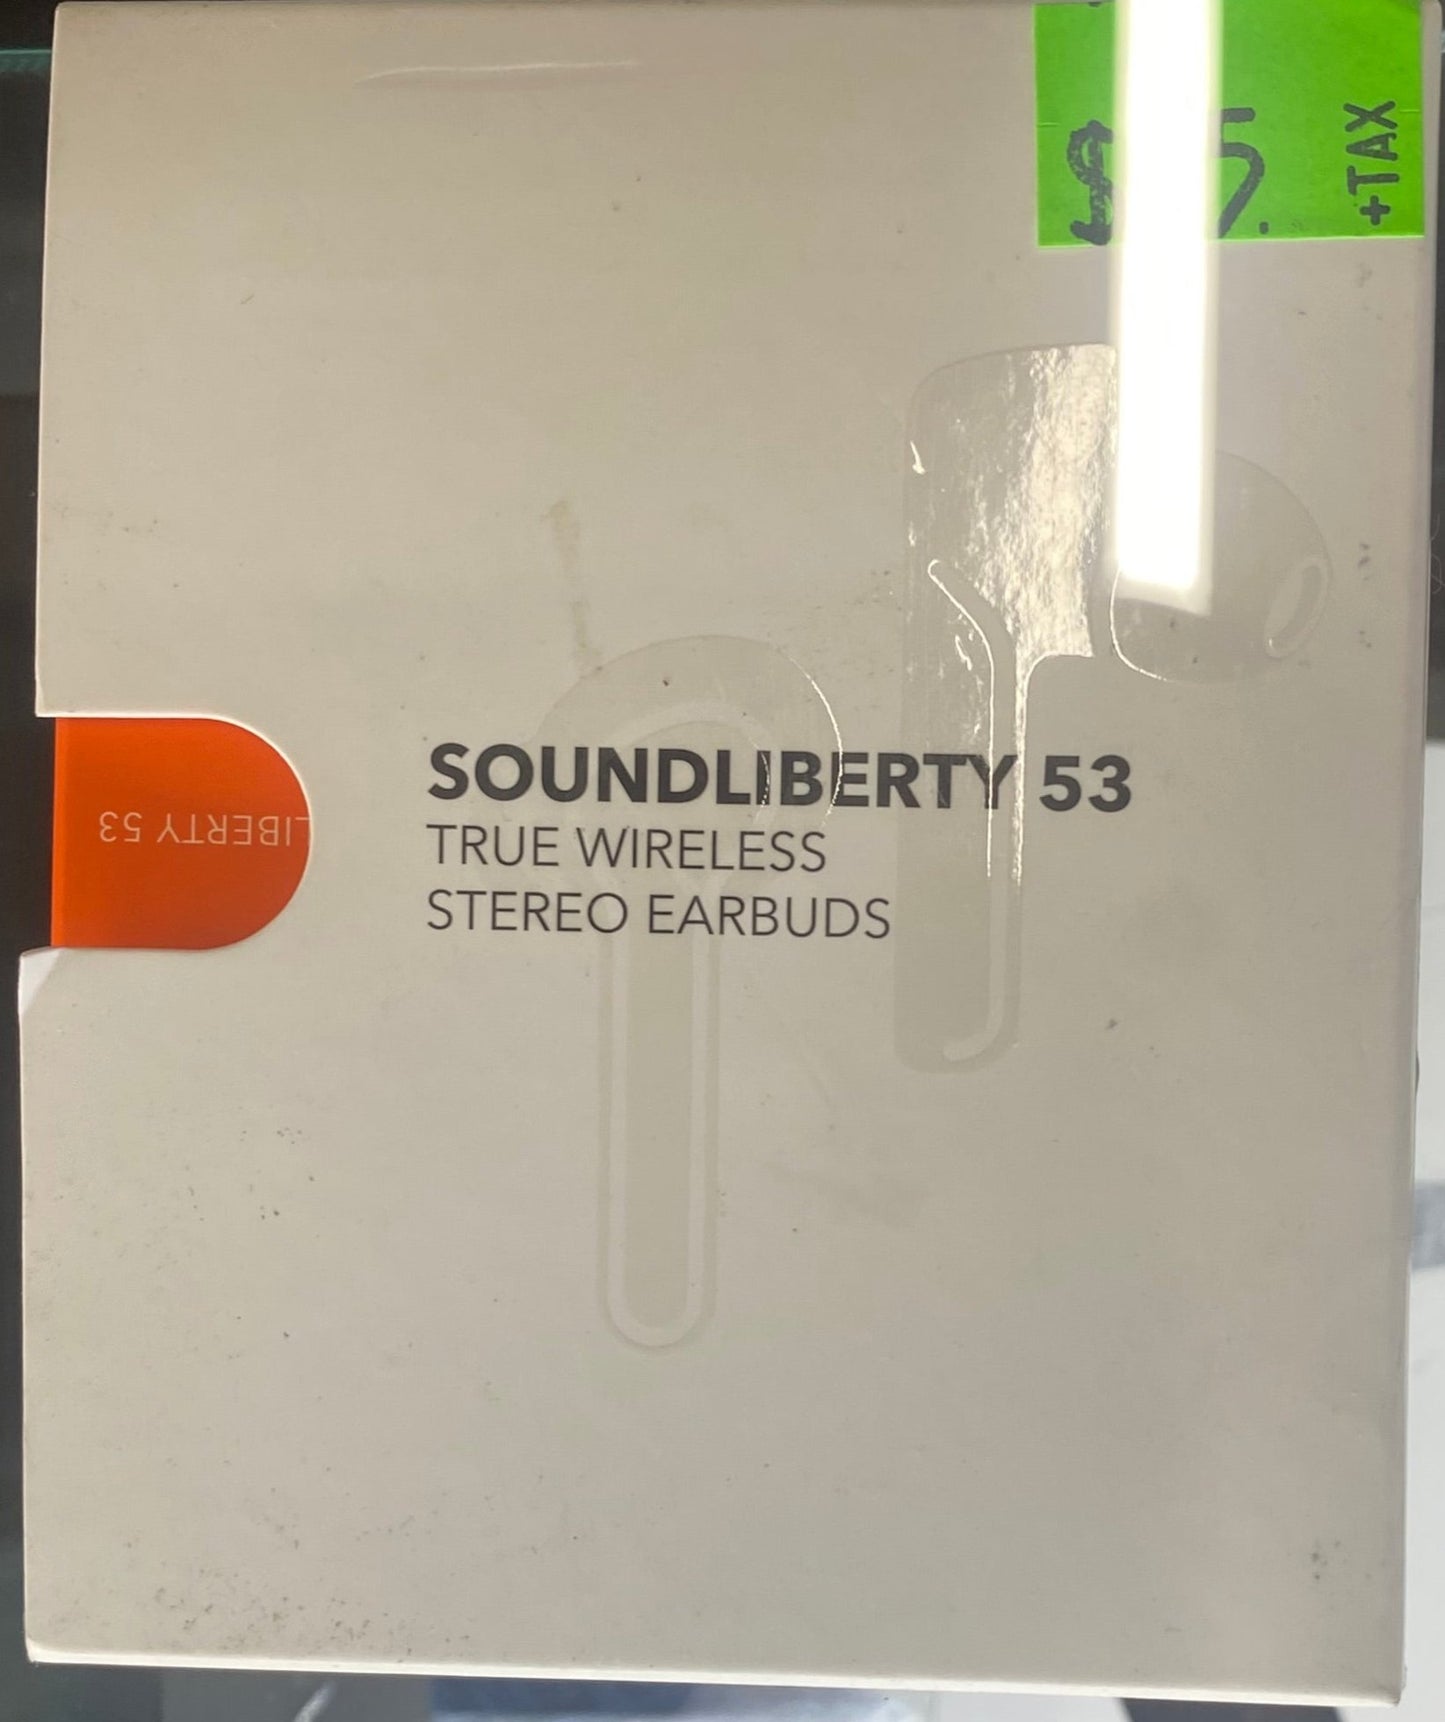 +TAX
SOUNDLIBERTY 53
TRUE WIRELESS
STEREO EARBUDS
LIBERTY 53